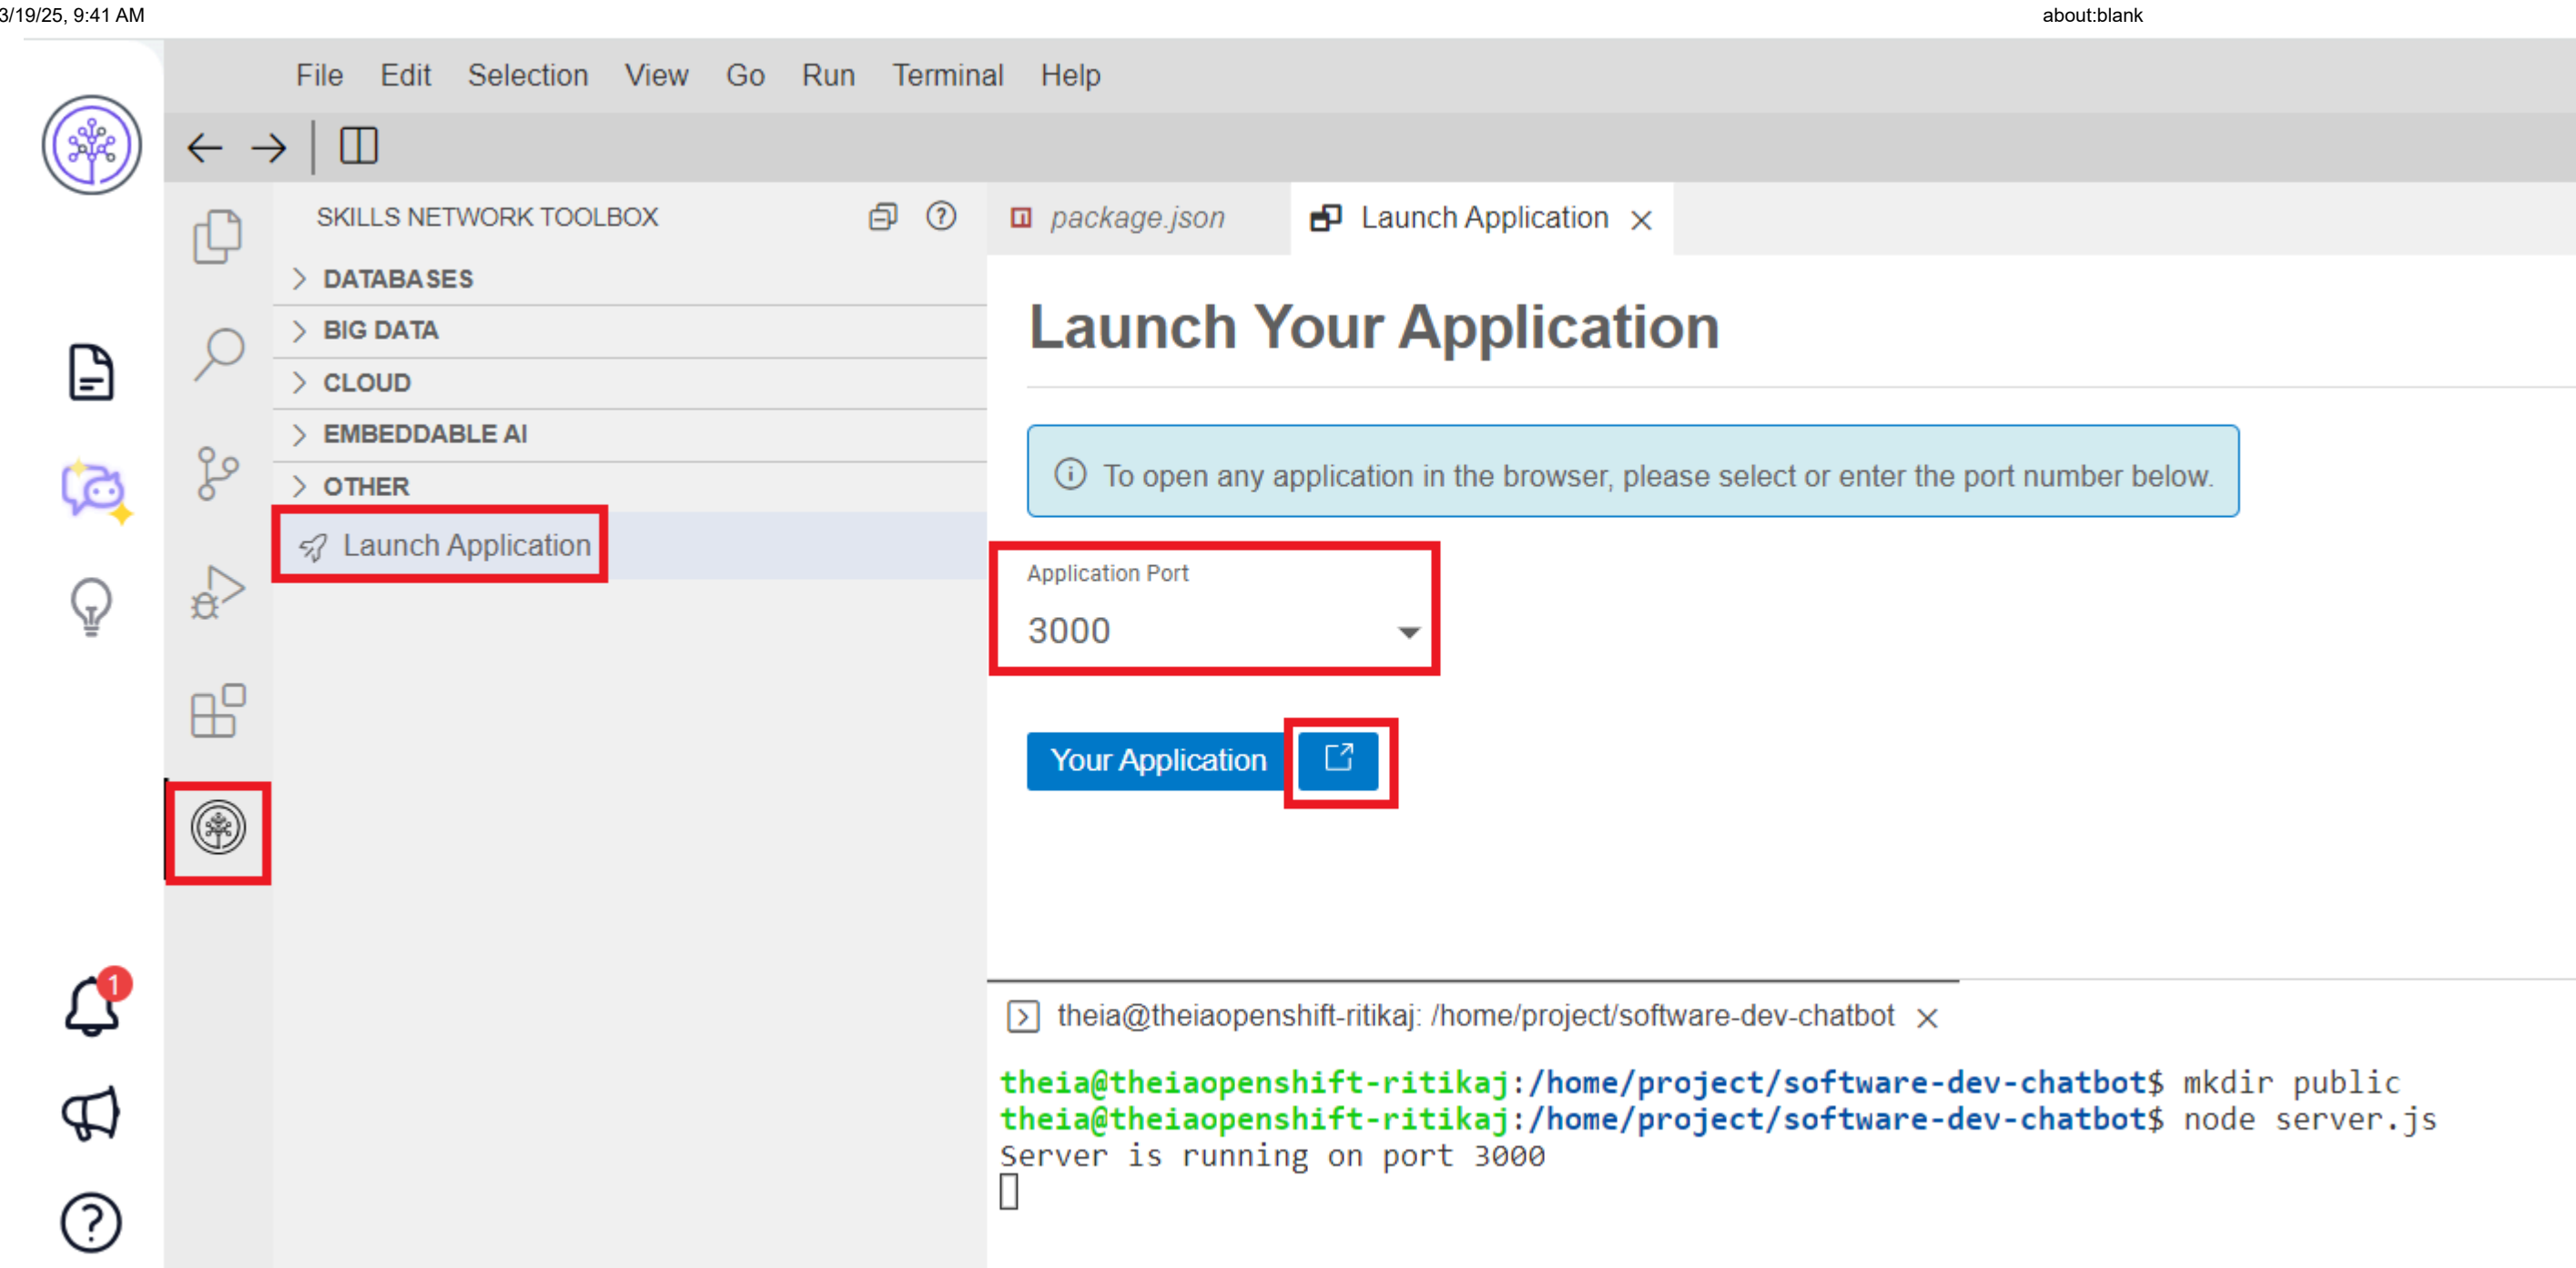 3/19/25, 9:41 AM
about:blank
File Edit Selection View Go Run Terminal Help
SKILLS NETWORK TOOLBOX
DATABASES
BIG DATA
CLOUD
EMBEDDABLE AI
OTHER
Launch Application
package.json
Launch Application
Launch Your Application
To open any application in the browser, please select or enter the port number below.
Application Port
3000
Your Application
1
theia@theiaopenshift-ritikaj: /home/project/software-dev-chatbot
theia@theiaopenshift-ritikaj:/home/project/software-dev-chatbot$ mkdir public
theia@theiaopenshift-ritikaj:/home/project/software-dev-chatbot$ node server.js
Server is running on port 3000